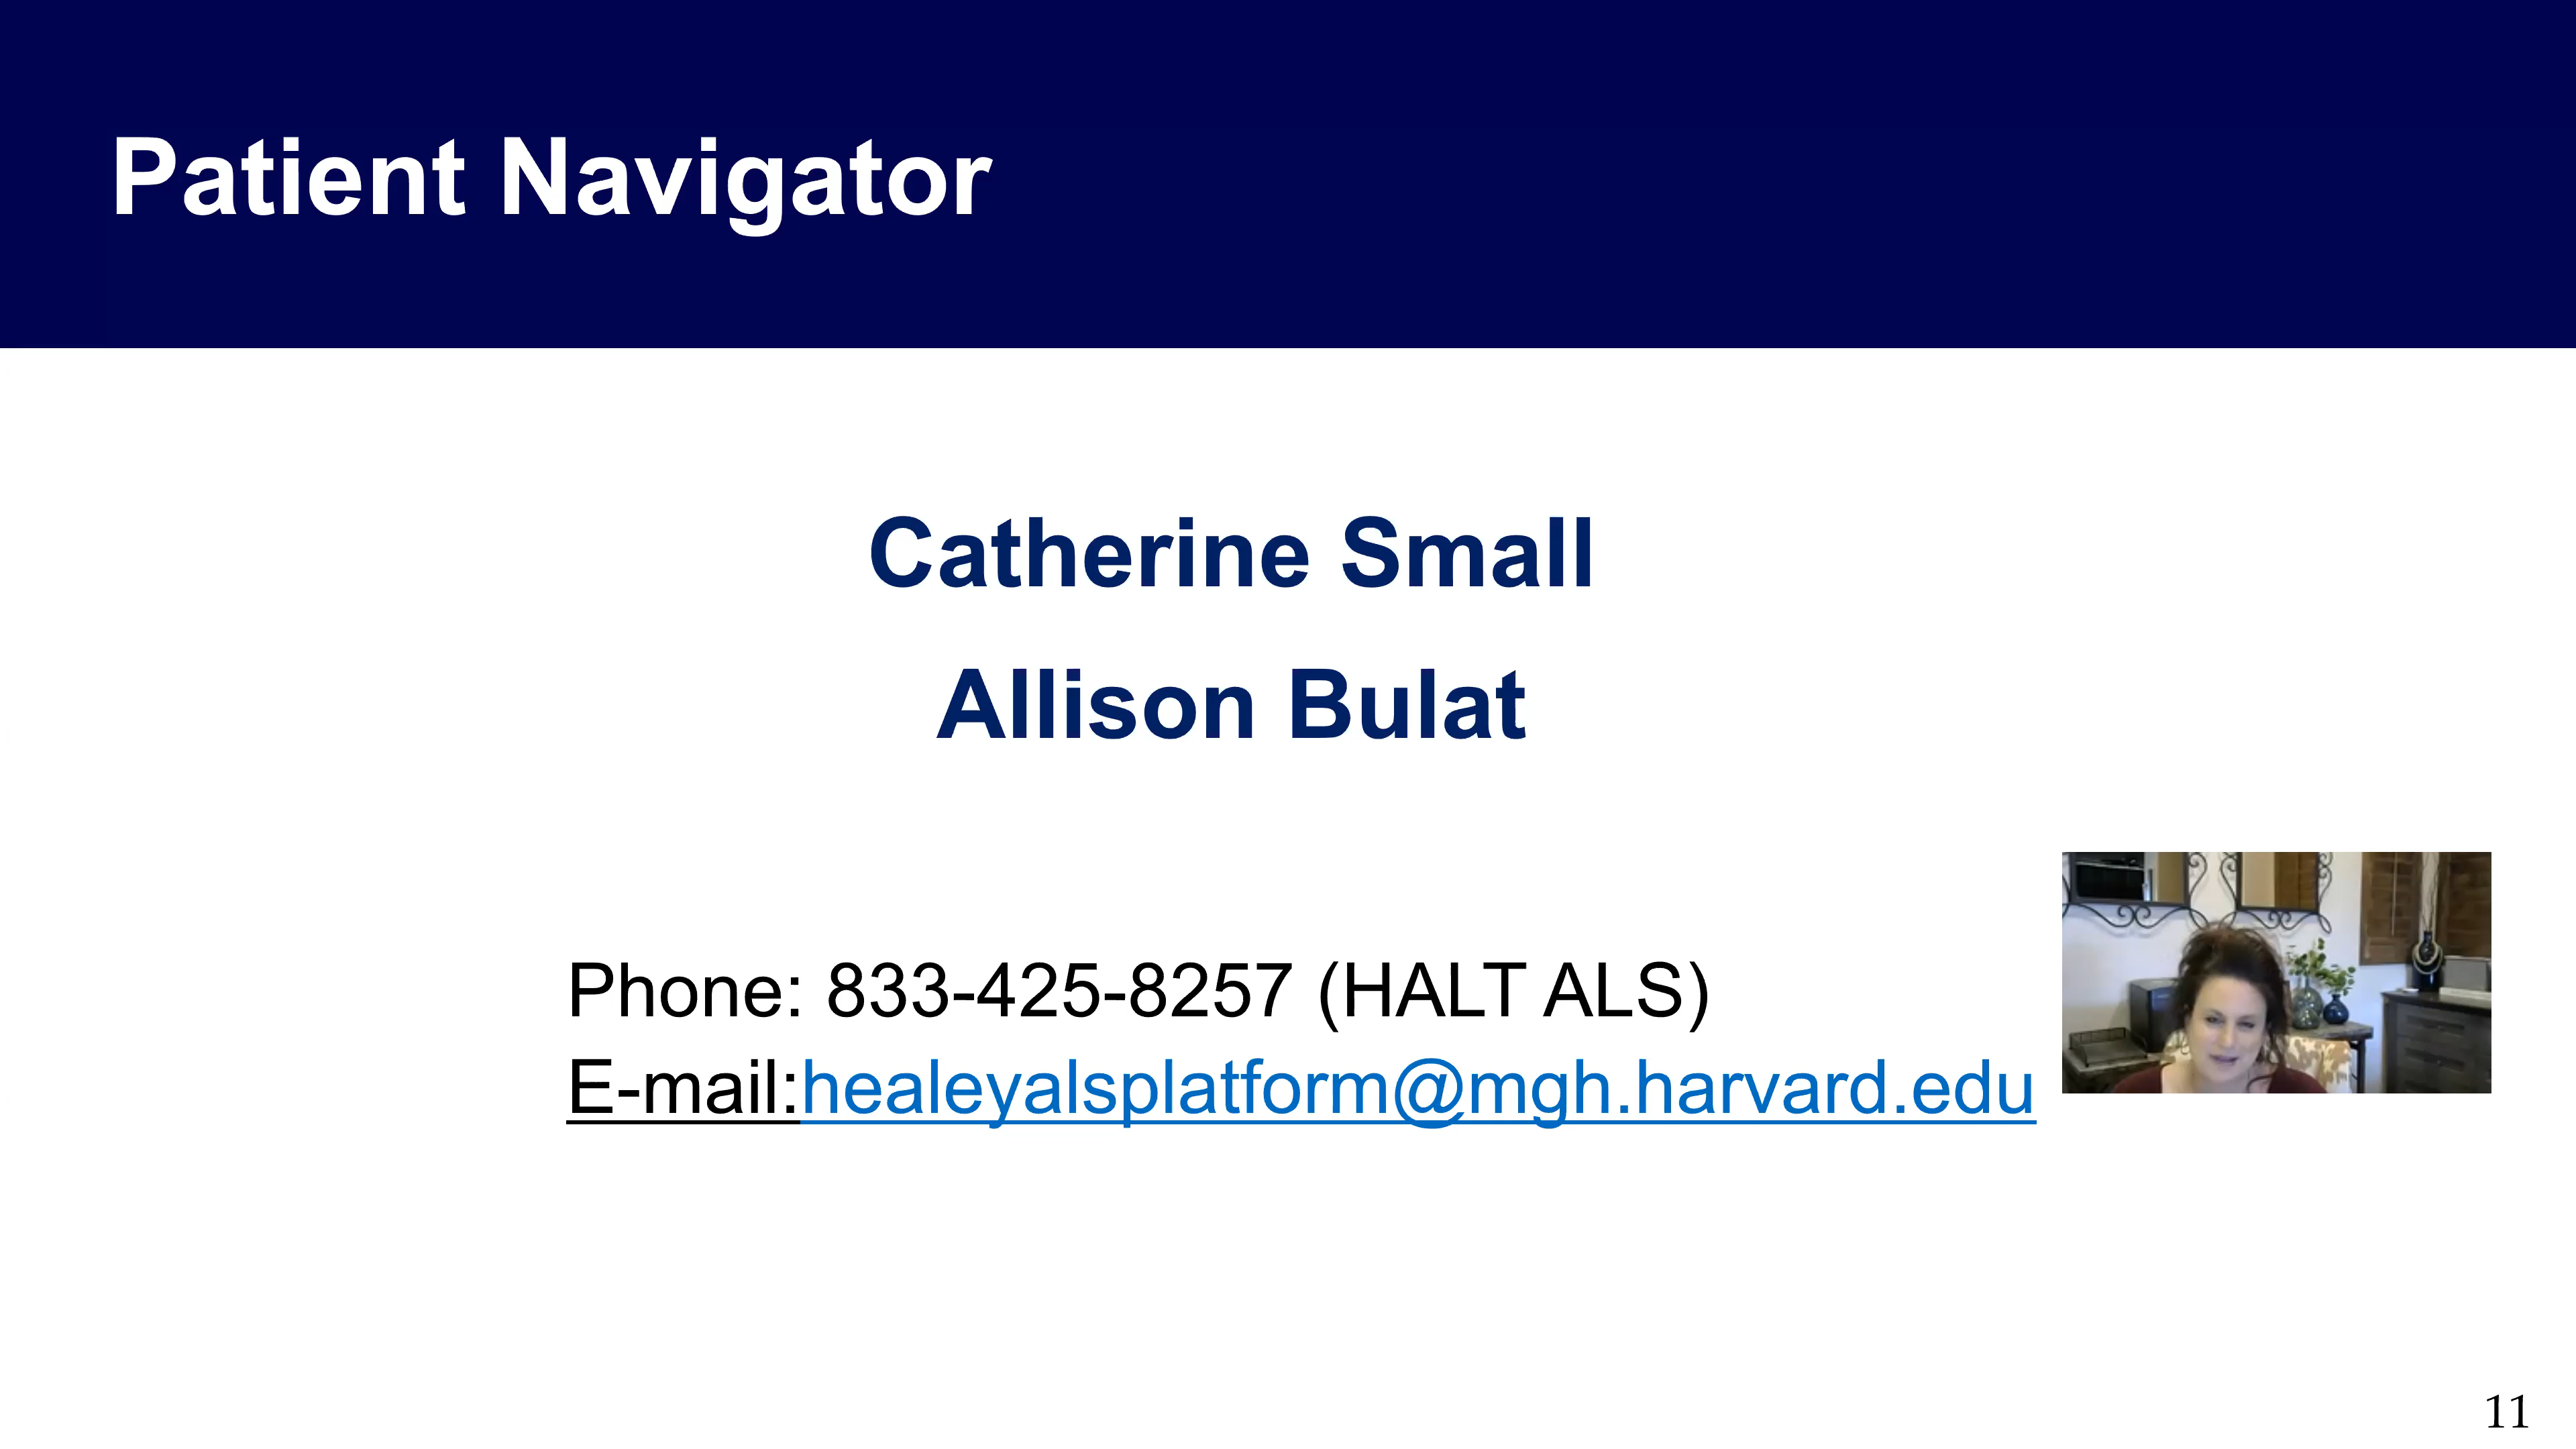 Patient Navigator
Catherine Small
Allison Bulat
Phone: 833-425-8257 (HALT ALS)
E-mail:healeyalsplatform@mgh.harvard.edu
11